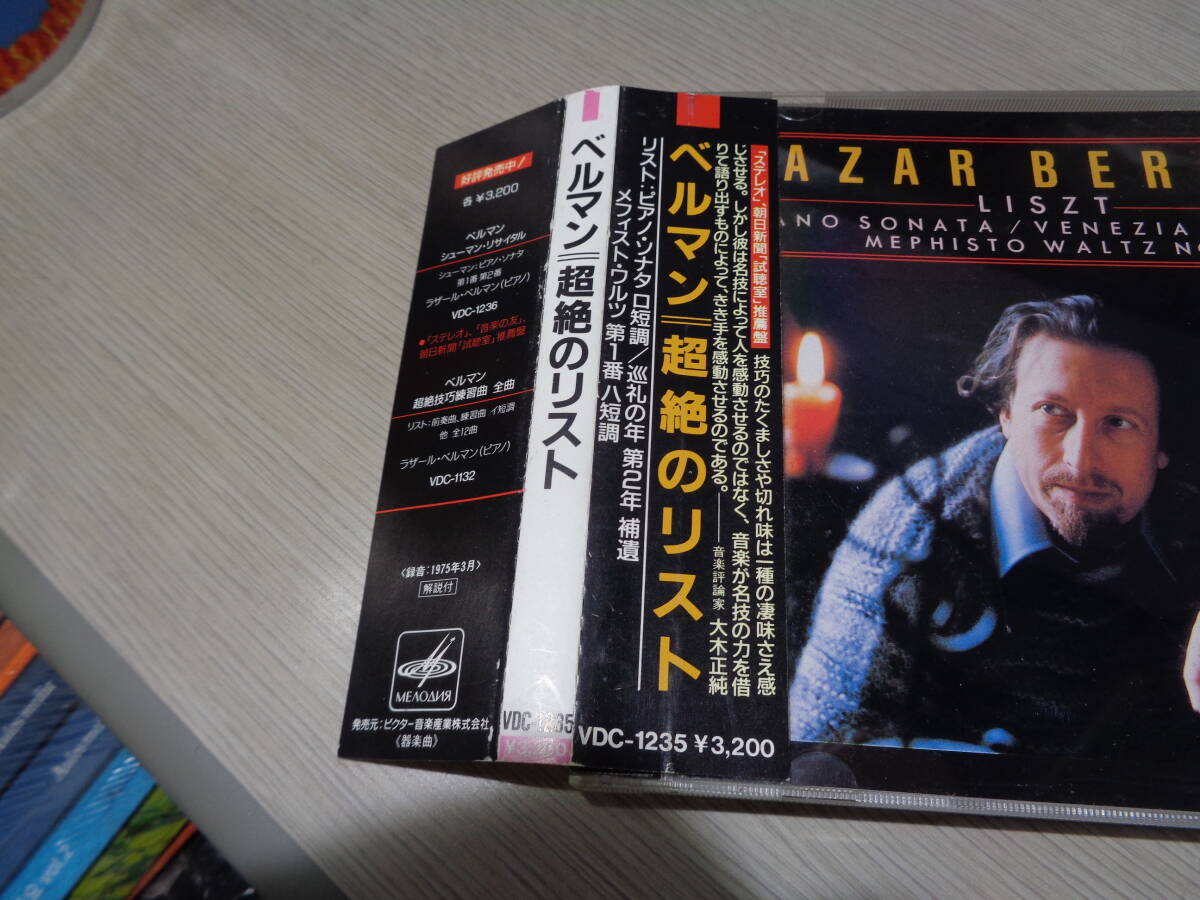 好評発売中!
各¥3,200
ベルマン
シューマン・リサイタル
シューマン:ピアノ・ソナタ
第1番 第2番
ラザール・ベルマン(ピアノ)
VDC-1236
●「ステレオ」、「音楽の友」、
朝日新聞「試聴室」推薦盤
ベルマン
超絶技巧練習曲 全曲
リスト:前奏曲、練習曲 イ短調
他 全12曲
ラザール・ベルマン(ピアノ)
VDC-1132
〈録音:1975年3月〉
解説付
МЕЛОДИЯ
発売元:ビクター音楽産業株式会社
〈器楽曲〉
ベルマン=超絶のリスト
VDC-1235
¥3,200
「ステレオ」、朝日新聞「試聴室」推薦盤 技巧のたくましさや切れ味は一種の凄味さえ感
じさせる。しかし彼は名技によって人を感動させるのではなく、音楽が名技の力を借
りて語り出すものによって、きき手を感動させるのである。——音楽評論家 大木正純
ベルマン=超絶のリスト
リスト:ピアノ・ソナタ ロ短調/巡礼の年 第2年 補遺
メフィスト・ワルツ 第1番 ハ短調
VDC-1235 ¥3,200
AZAR BER
LISZT
ANO SONATA/VENEZIA
MEPHISTO WALTZ N